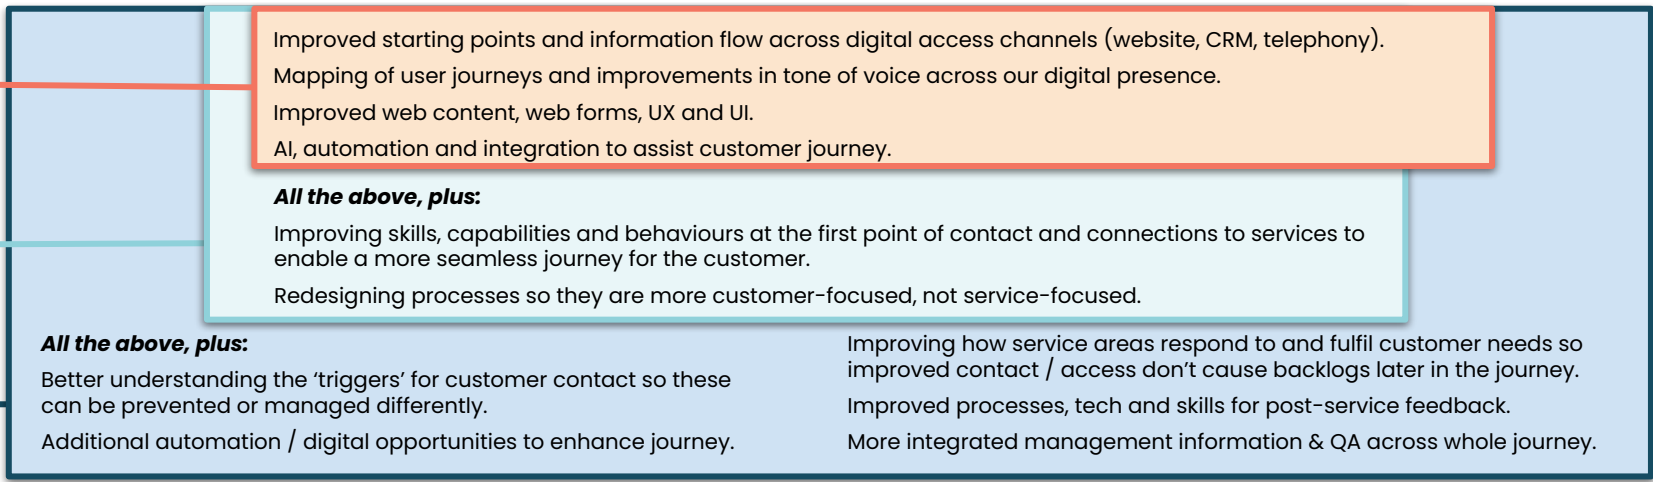 Improved starting points and information flow across digital access channels (website, CRM, telephony).
Mapping of user journeys and improvements in tone of voice across our digital presence.
Improved web content, web forms, UX and UI.
AI, automation and integration to assist customer journey.
All the above, plus:
Improving skills, capabilities and behaviours at the first point of contact and connections to services to
enable a more seamless journey for the customer.
Redesigning processes so they are more customer-focused, not service-focused.
All the above, plus:
Better understanding the ‘triggers’ for customer contact so these
can be prevented or managed differently.
Additional automation / digital opportunities to enhance journey.
Improving how service areas respond to and fulfil customer needs so
improved contact / access don’t cause backlogs later in the journey.
Improved processes, tech and skills for post-service feedback.
More integrated management information & QA across whole journey.